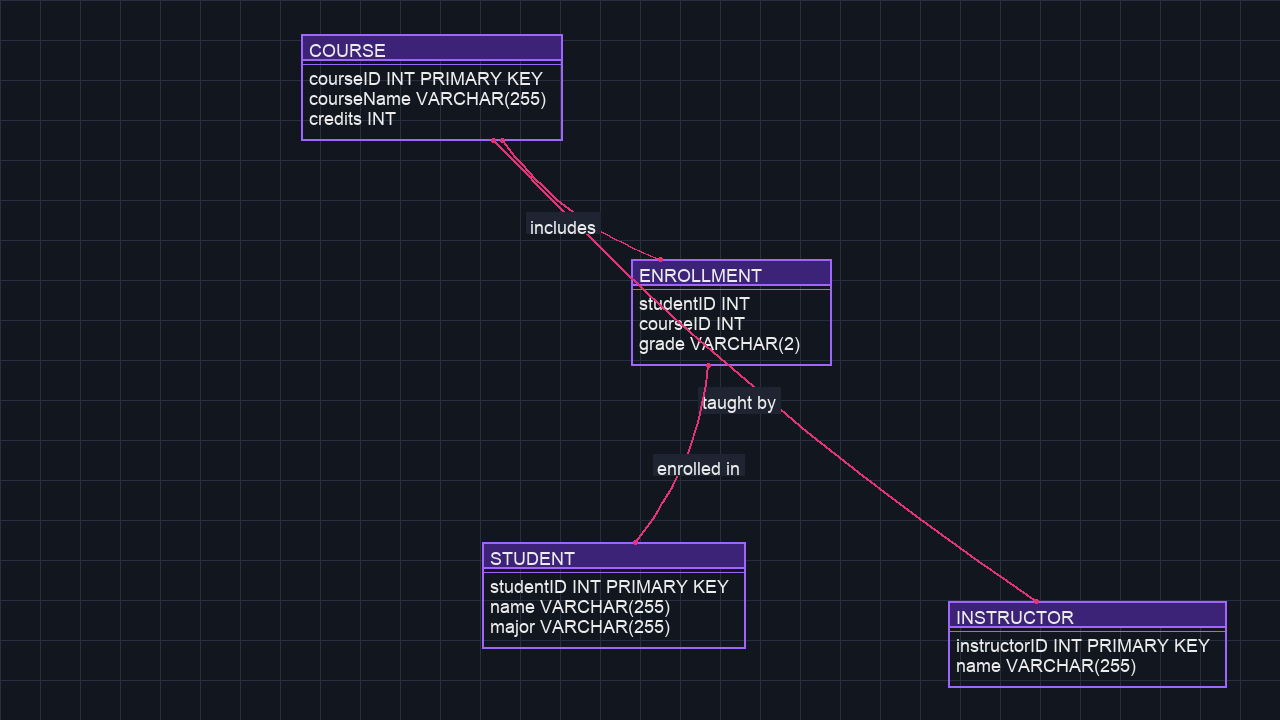 COURSE
courseID INT PRIMARY KEY
courseName VARCHAR(255)
credits INT
includes
ENROLLMENT
studentID INT
courseID INT
grade VARCHAR(2)
taught by
enrolled in
STUDENT
studentID INT PRIMARY KEY
name VARCHAR(255)
major VARCHAR(255)
INSTRUCTOR
instructorID INT PRIMARY KEY
name VARCHAR(255)